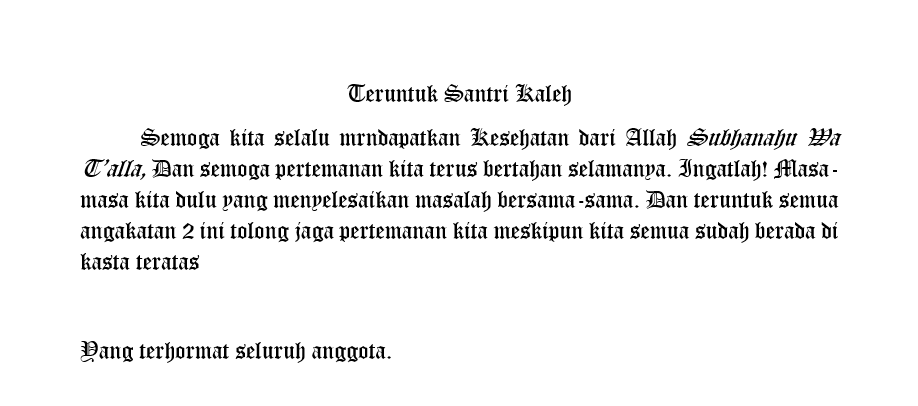 Teruntuk Santri Kaleh
Semoga kita selalu mrndapatkan Kesehatan dari Allah Subhanahu Wa
T'alla, Dan semoga pertemanan kita terus bertahan selamanya. Ingatlah! Masa-
masa kita dulu yang menyelesaikan masalah bersama-sama. Dan teruntuk semua
angakatan 2 ini tolong jaga pertemanan kita meskipun kita semua sudah berada di
kasta teratas
Yang terhormat seluruh anggota.